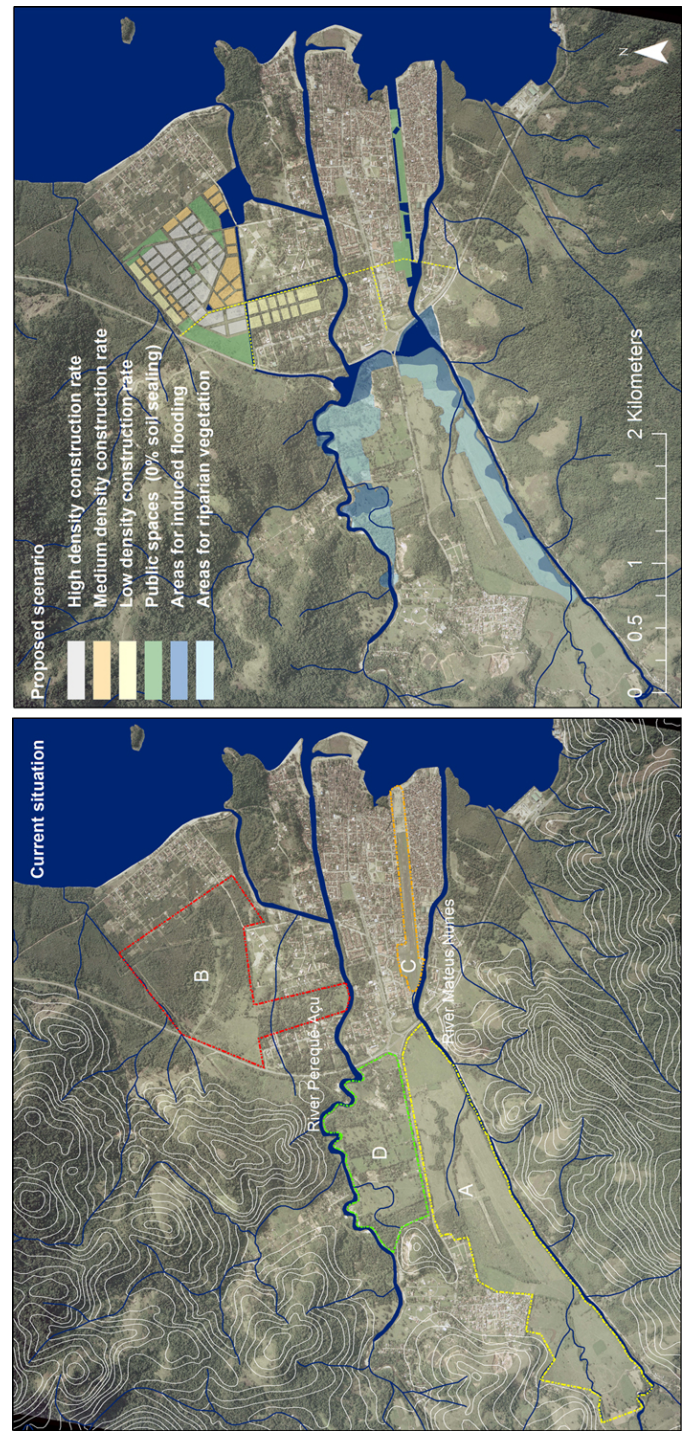 Current situation
B
River Perequê-Açu
D
C
River Mateus Nunes
A
Proposed scenario
High density construction rate
Medium density construction rate
Low density construction rate
Public spaces (0% soil sealing)
Areas for induced flooding
Areas for riparian vegetation
N
0 0.5 1 2 Kilometers